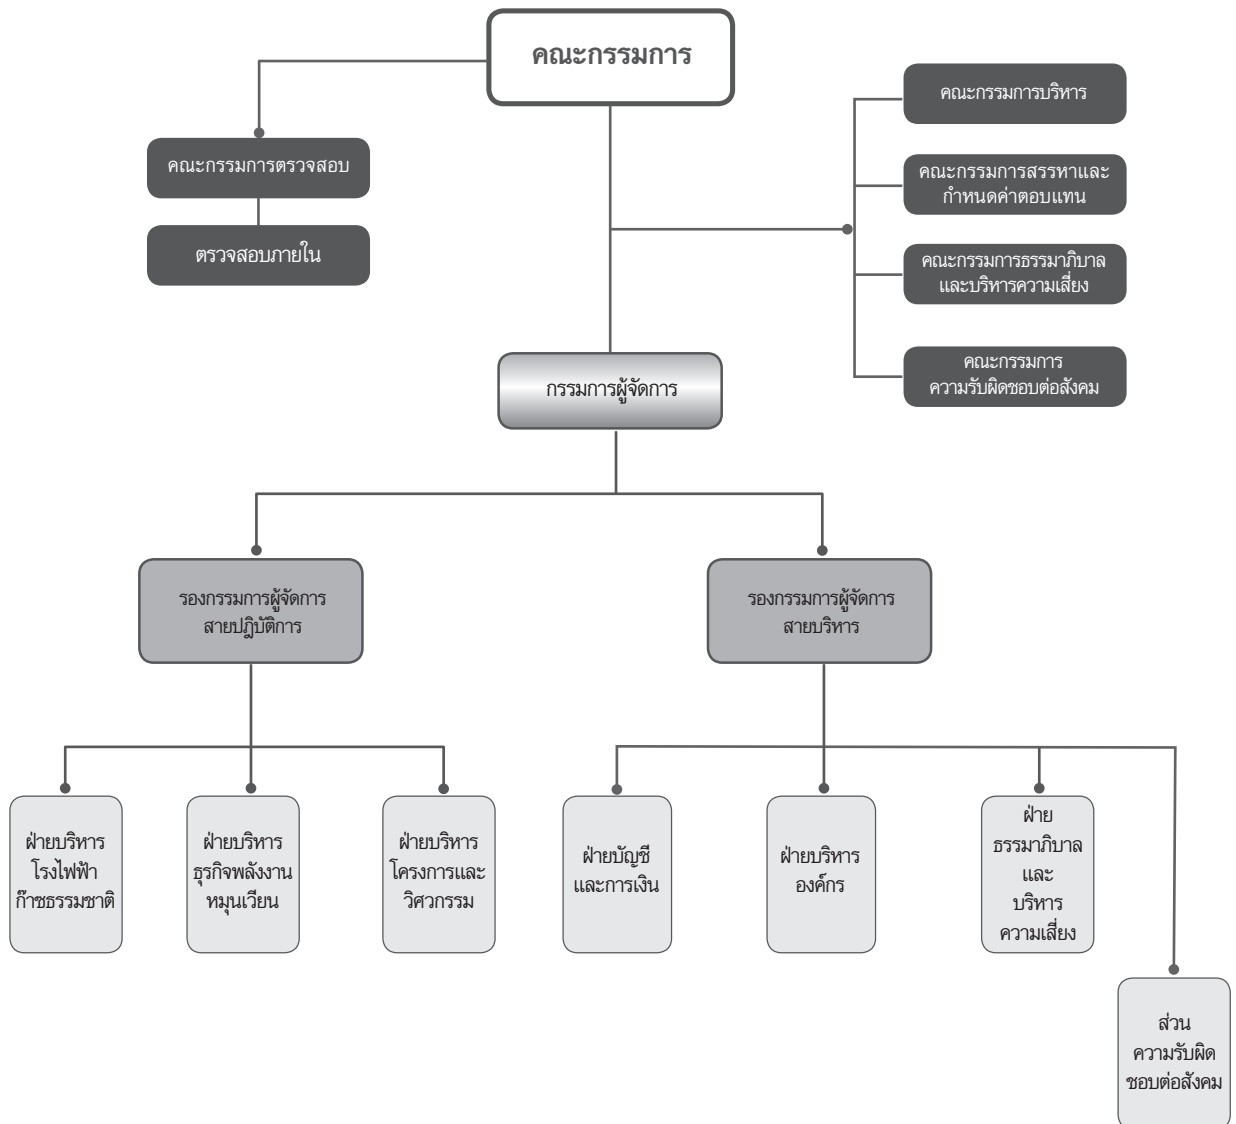 คณะกรรมการ
คณะกรรมการบริหาร
คณะกรรมการตรวจสอบ
คณะกรรมการสรรหาและ
กำหนดค่าตอบแทน
ตรวจสอบภายใน
คณะกรรมการธรรมาภิบาล
และบริหารความเสี่ยง
คณะกรรมการ
ความรับผิดชอบต่อสังคม
กรรมการผู้จัดการ
รองกรรมการผู้จัดการ
สายปฎิบัติการ
รองกรรมการผู้จัดการ
สายบริหาร
ฝ่ายบริหาร
โรงไฟฟ้า
ก๊าซธรรมชาติ
ฝ่ายบริหาร
ธุรกิจพลังงาน
หมุนเวียน
ฝ่ายบริหาร
โครงการและ
วิศวกรรม
ฝ่ายบัญชี
และการเงิน
ฝ่ายบริหาร
องค์กร
ฝ่าย
ธรรมาภิบาล
และ
บริหาร
ความเสี่ยง
ส่วน
ความรับผิด
ชอบต่อสังคม